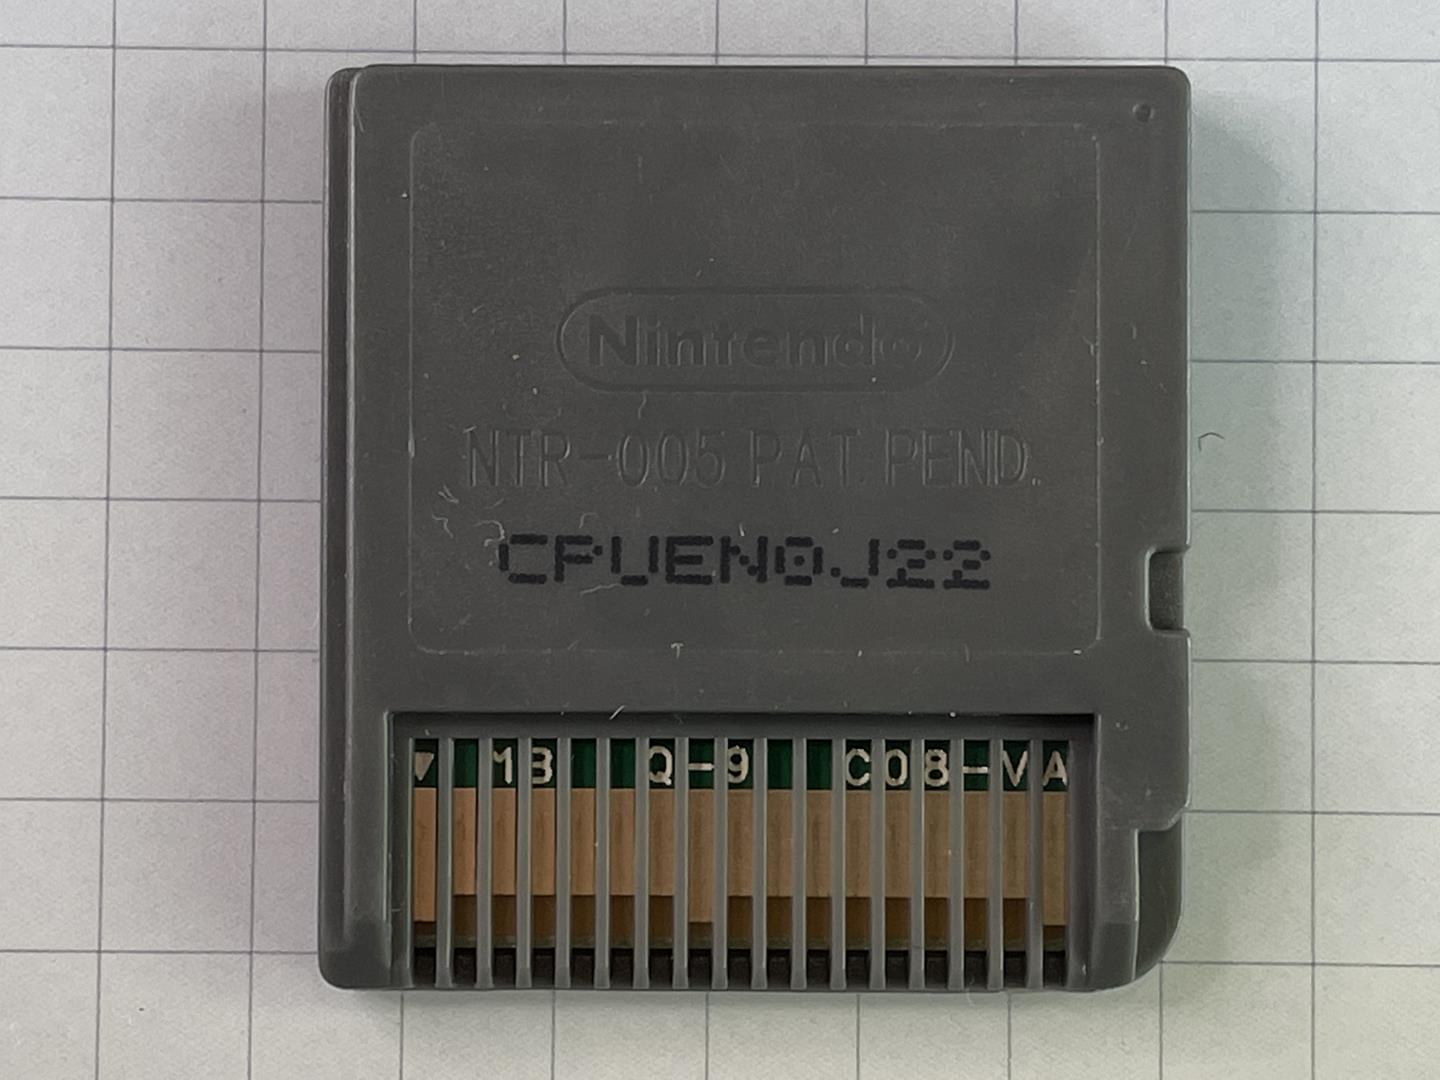 Nintendo
NTR-005 PAT. PEND.
CPUEN0J22
▼ 1B Q-9 C08-VA